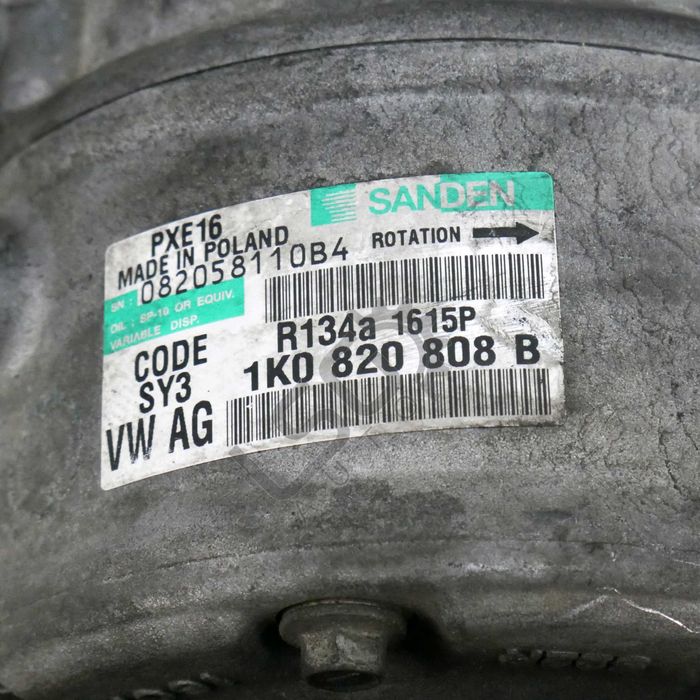 SANDEN
PXE16
MADE IN POLAND
ROTATION
SN : 082058110B4
OIL : SP-10 OR EQUIV.
VARIABLE DISP.
R134a 1615P
CODE
SY3
1K0 820 808 B
VW AG